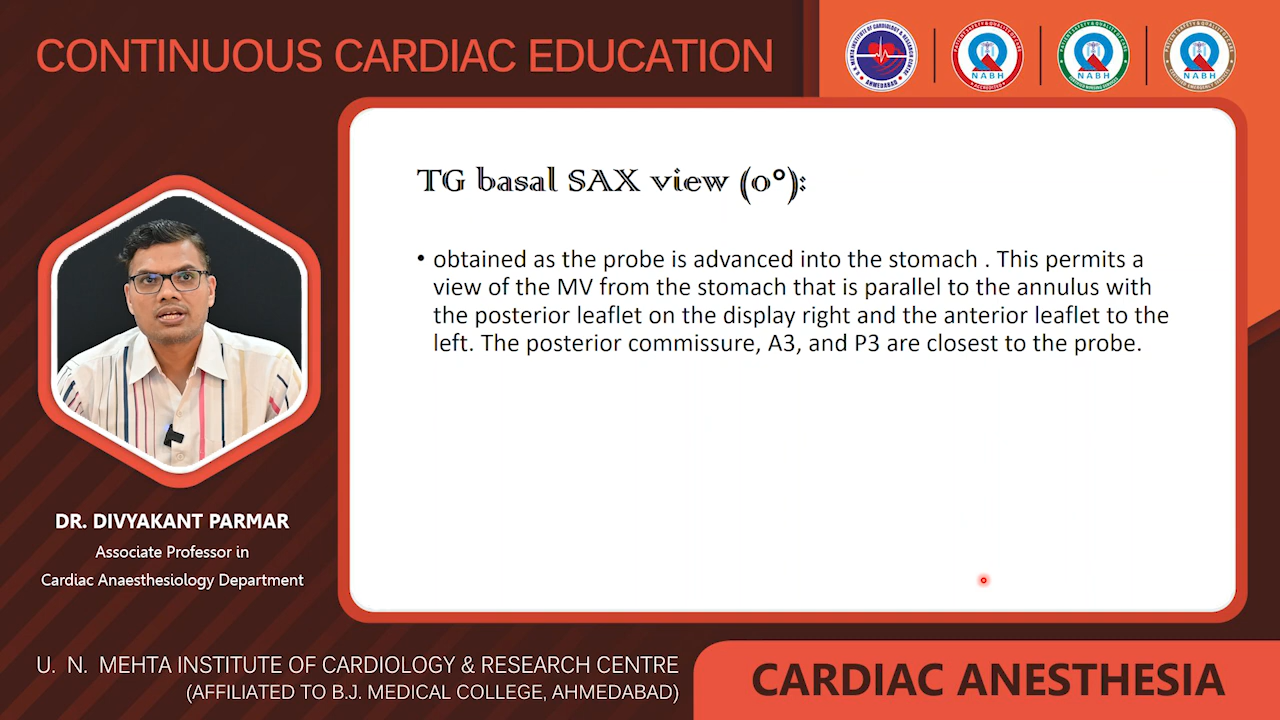 CONTINUOUS CARDIAC EDUCATION
NABH
NABH
NABH
AHMEDABAD
TG basal SAX view (0°):
• obtained as the probe is advanced into the stomach . This permits a
view of the MV from the stomach that is parallel to the annulus with
the posterior leaflet on the display right and the anterior leaflet to the
left. The posterior commissure, A3, and P3 are closest to the probe.
DR. DIVYAKANT PARMAR
Associate Professor in
Cardiac Anaesthesiology Department
U. N. MEHTA INSTITUTE OF CARDIOLOGY & RESEARCH CENTRE
(AFFILIATED TO B.J. MEDICAL COLLEGE, AHMEDABAD)
CARDIAC ANESTHESIA